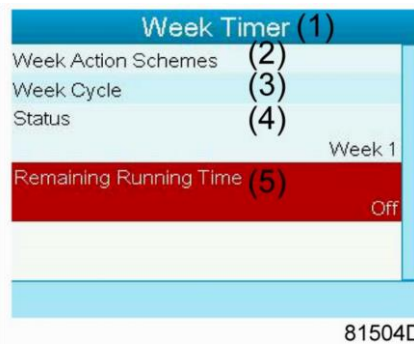 Week Timer (1)
Week Action Schemes (2)
Week Cycle (3)
Status (4)
Week 1
Remaining Running Time (5)
Off
81504D